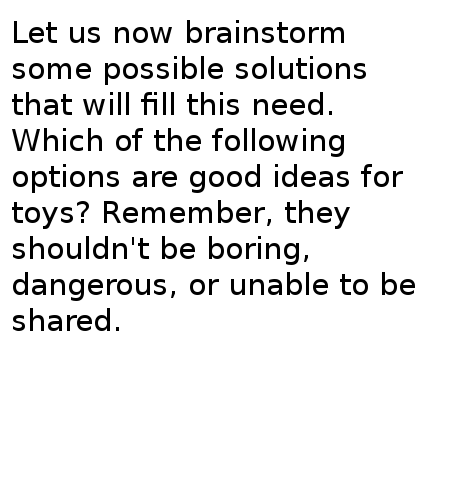 Let us now brainstorm
some possible solutions
that will fill this need.
Which of the following
options are good ideas for
toys? Remember, they
shouldn't be boring,
dangerous, or unable to be
shared.